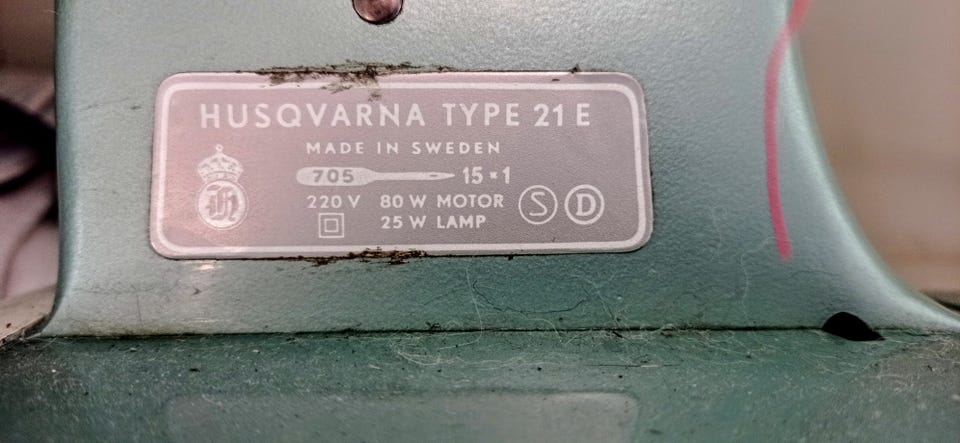 HUSQVARNA TYPE 21 E
MADE IN SWEDEN
705 15×1
220 V 80 W MOTOR
25 W LAMP
H
S D